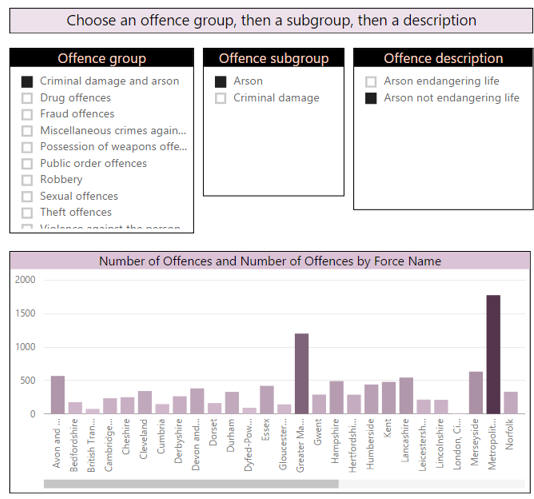 Choose an offence group, then a subgroup, then a description
Offence group
Criminal damage and arson
Drug offences
Fraud offences
Miscellaneous crimes again...
Possession of weapons offe...
Public order offences
Robbery
Sexual offences
Theft offences
Violence against the person
Offence subgroup
Arson
Criminal damage
Offence description
Arson endangering life
Arson not endangering life
Number of Offences and Number of Offences by Force Name
2000
1500
1000
500
0
Avon and ...
Bedfordshire
British Tran...
Cambridge...
Cheshire
Cleveland
Cumbria
Derbyshire
Devon and...
Dorset
Durham
Dyfed-Pow...
Essex
Gloucester...
Greater Ma...
Gwent
Hampshire
Hertfordshi...
Humberside
Kent
Lancashire
Leicestersh...
Lincolnshire
London, Ci...
Merseyside
Metropolit...
Norfolk